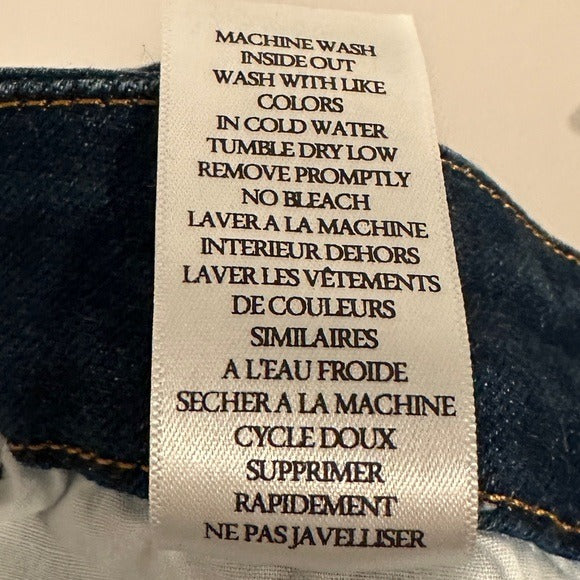 MACHINE WASH
INSIDE OUT
WASH WITH LIKE
COLORS
IN COLD WATER
TUMBLE DRY LOW
REMOVE PROMPTLY
NO BLEACH
LAVER A LA MACHINE
INTERIEUR DEHORS
LAVER LES VÊTEMENTS
DE COULEURS
SIMILAIRES
A L'EAU FROIDE
SECHER A LA MACHINE
CYCLE DOUX
SUPPRIMER
RAPIDEMENT
NE PAS JAVELLISER